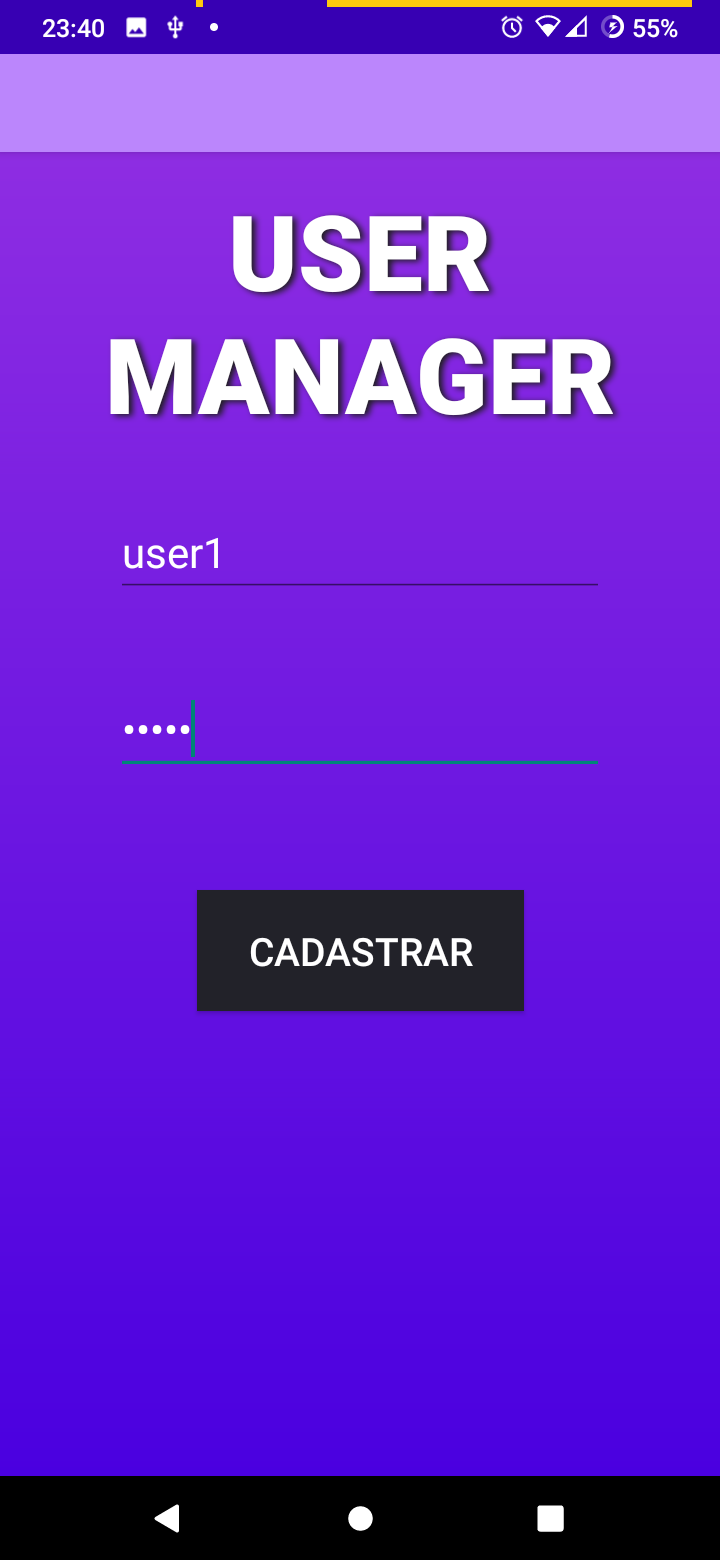 23:40 55%
USER
MANAGER
user1
•••••
CADASTRAR